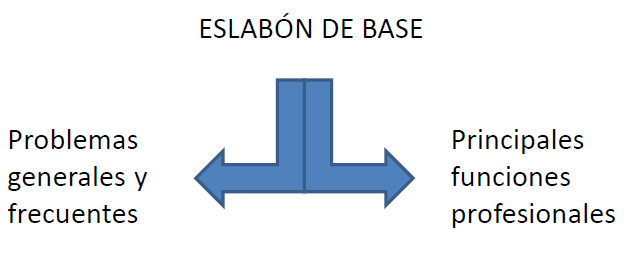 ESLABÓN DE BASE
Problemas
generales y
frecuentes
Principales
funciones
profesionales